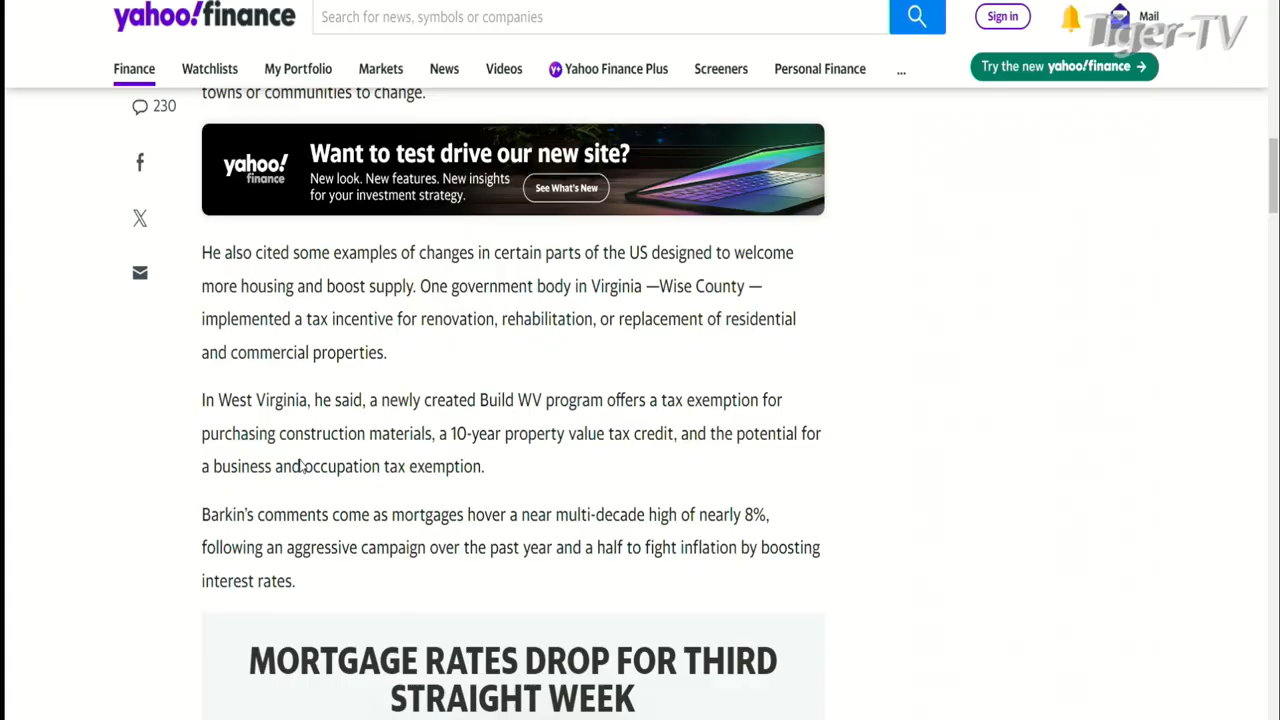 yahoo!finance
Search for news, symbols or companies
Sign in
Mail
Tiger-TV
Finance Watchlists My Portfolio Markets News Videos Y+ Yahoo Finance Plus Screeners Personal Finance ...
Try the new yahoo!finance →
towns or communities to change.
230
yahoo! finance
Want to test drive our new site?
New look. New features. New insights
for your investment strategy.
See What's New
He also cited some examples of changes in certain parts of the US designed to welcome
more housing and boost supply. One government body in Virginia —Wise County —
implemented a tax incentive for renovation, rehabilitation, or replacement of residential
and commercial properties.
In West Virginia, he said, a newly created Build WV program offers a tax exemption for
purchasing construction materials, a 10-year property value tax credit, and the potential for
a business and occupation tax exemption.
Barkin's comments come as mortgages hover a near multi-decade high of nearly 8%,
following an aggressive campaign over the past year and a half to fight inflation by boosting
interest rates.
MORTGAGE RATES DROP FOR THIRD
STRAIGHT WEEK